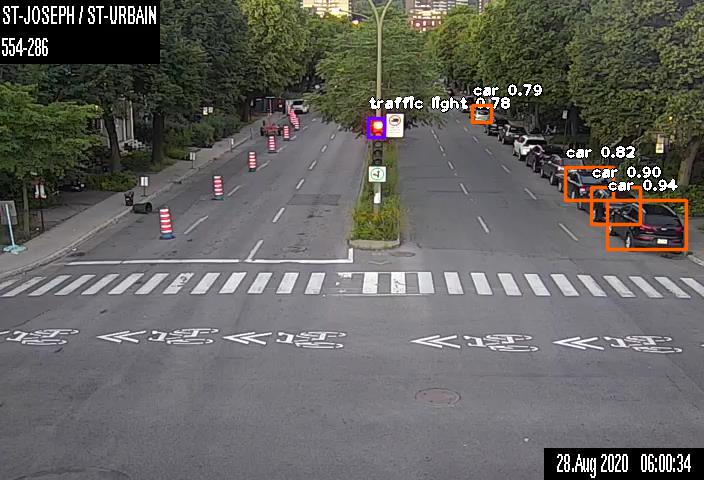 ST-JOSEPH / ST-URBAIN
554-286
car 0.79
traffic light 0.78
car 0.82
car 0.90
car 0.94
28.Aug 2020 06:00:34